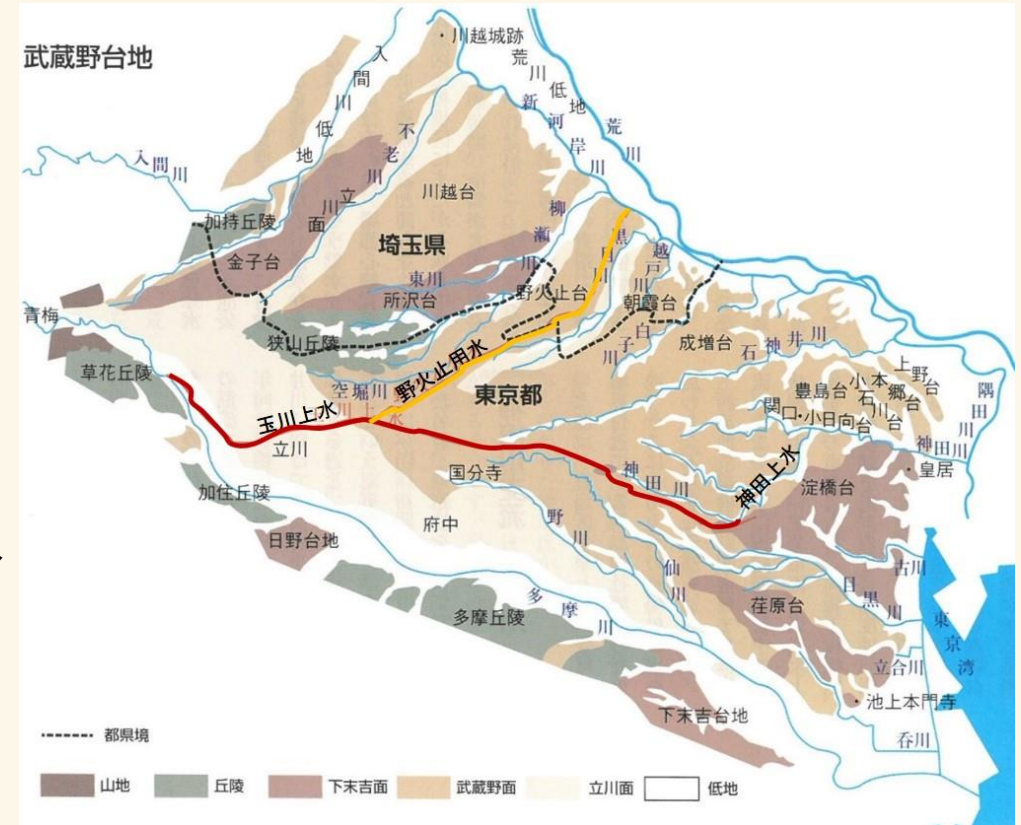 武蔵野台地
・川越城跡
荒川低地
入間川低地
新河岸川
荒川
不老川
入間川
立川面
川越台
柳瀬川
加持丘陵
埼玉県
黒目川
越戸川
金子台
東川
所沢台
野火止台
朝霞台
青梅
狭山丘陵
白子川
成増台
石神井川
草花丘陵
野火止用水
空堀川
東京都
豊島台
小石川台
本郷台
上野台
隅田川
関口・小日向台
玉川上水
立川
神田川
・皇居
神田上水
国分寺
神田川
淀橋台
加住丘陵
府中
野川
日野台地
仙川
古川
目黒川
荏原台
東京湾
多摩川
多摩丘陵
立合川
・池上本門寺
下末吉台地
呑川
都県境
山地
丘陵
下末吉面
武蔵野面
立川面
低地